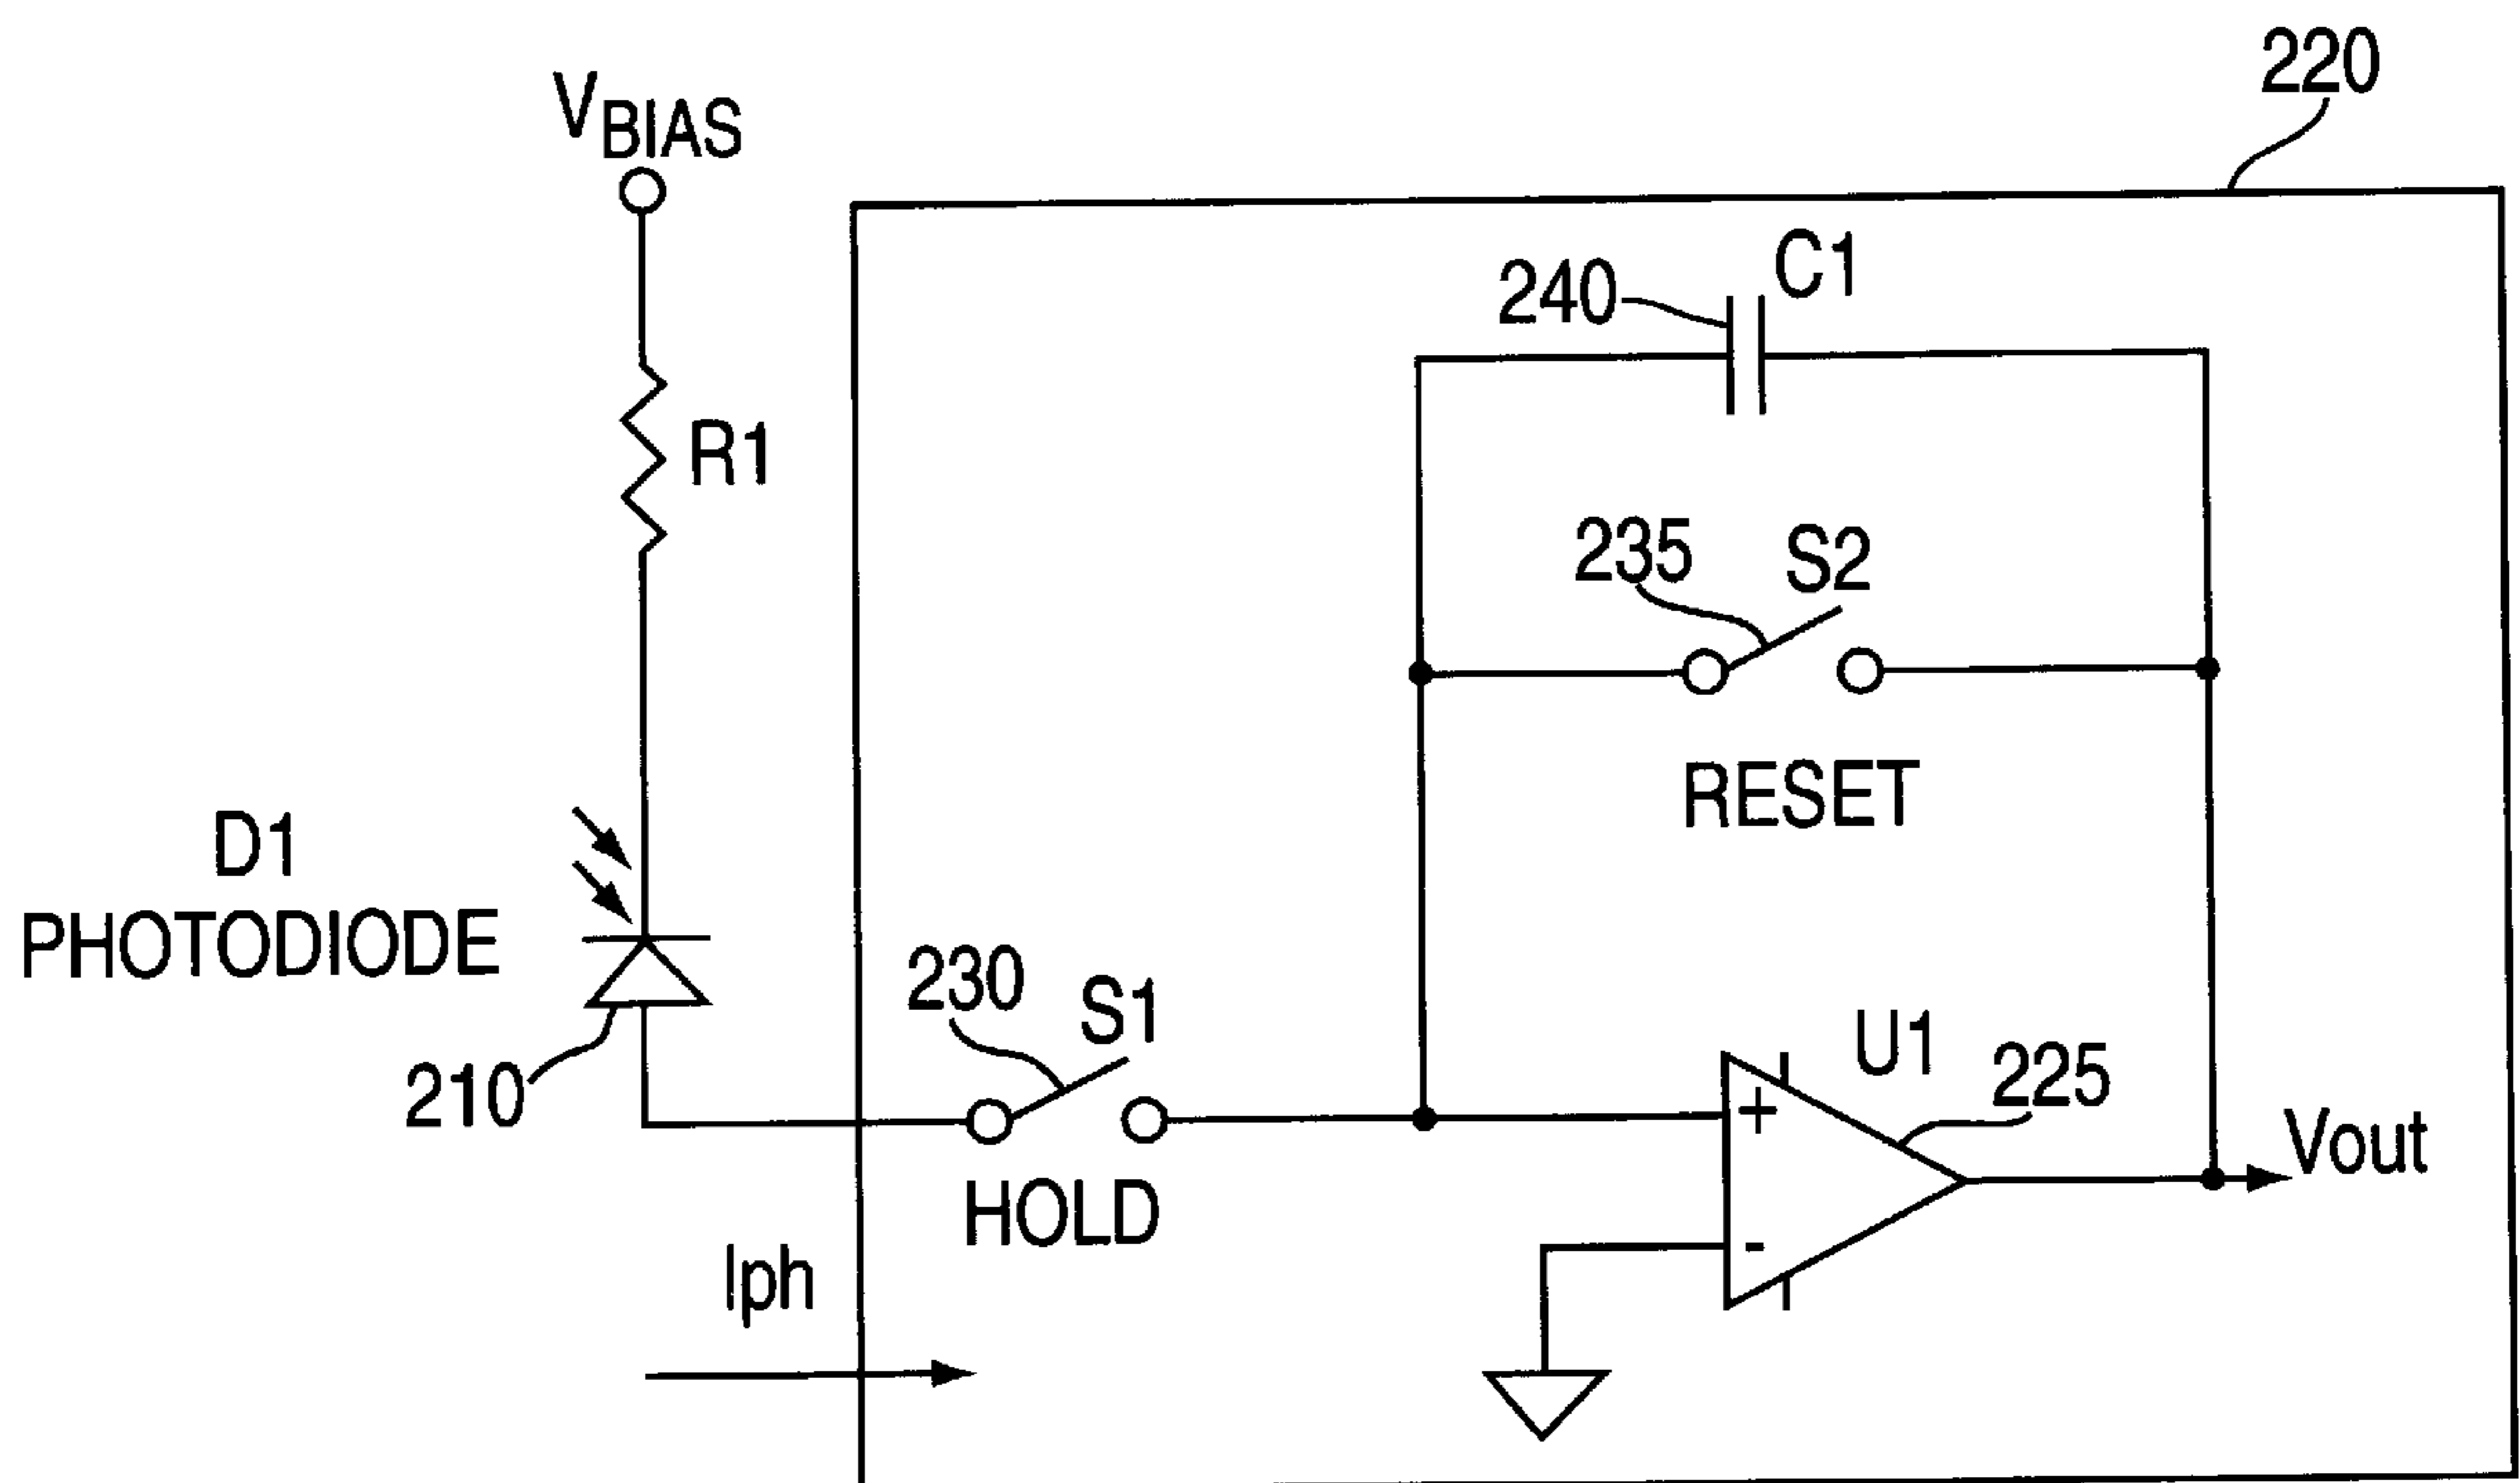 220
VBIAS
C1
240
R1
235
S2
RESET
D1
PHOTODIODE
230
S1
U1
225
210
Vout
HOLD
Iph
+
-